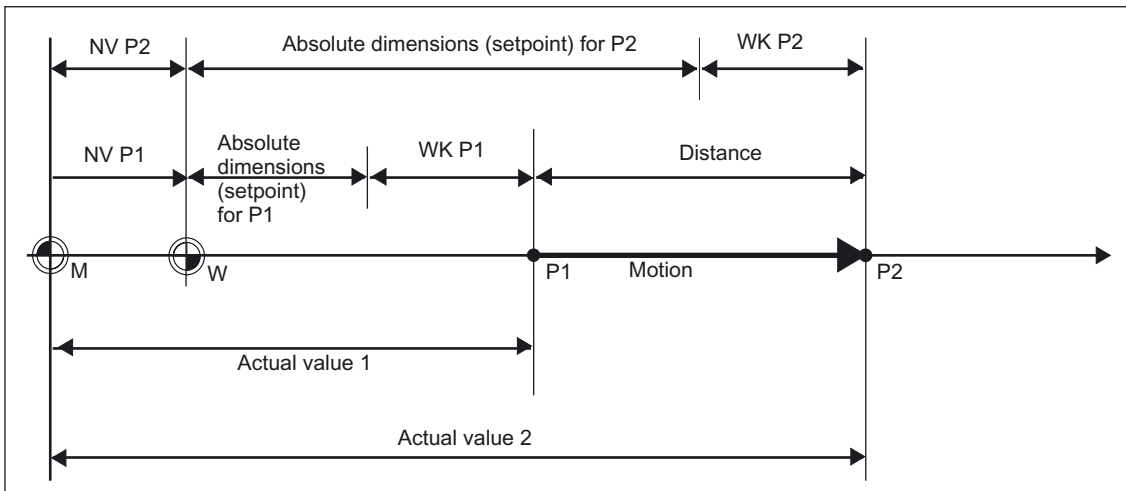 NV P2
Absolute dimensions (setpoint) for P2
WK P2
NV P1
Absolute
dimensions
(setpoint)
for P1
WK P1
Distance
M
W
P1
Motion
P2
Actual value 1
Actual value 2